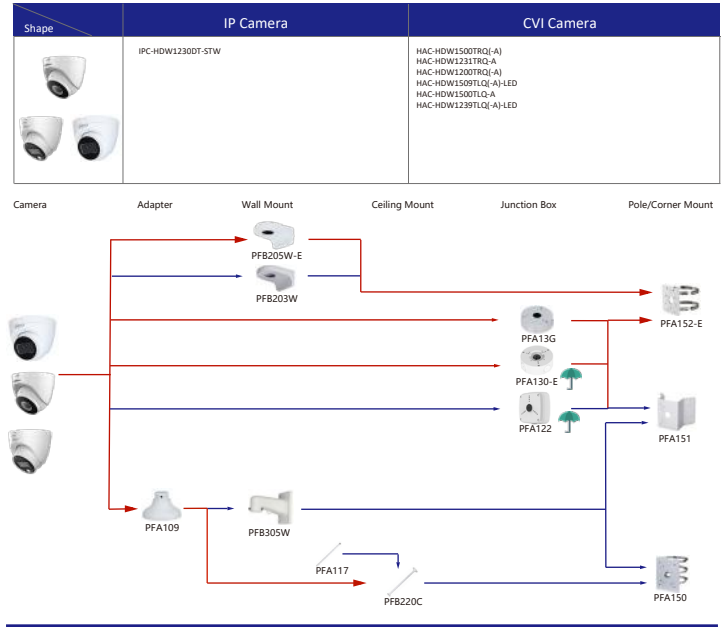 Shape
IP Camera
CVI Camera
IPC-HDW1230DT-STW
HAC-HDW1500TRQ(-A)
HAC-HDW1231TRQ-A
HAC-HDW1200TRQ(-A)
HAC-HDW1509TLQ(-A)-LED
HAC-HDW1500TLQ-A
HAC-HDW1239TLQ(-A)-LED
Camera
Adapter
Wall Mount
Ceiling Mount
Junction Box
Pole/Corner Mount
PFB205W-E
PFB203W
PFA152-E
PFA13G
PFA130-E
PFA122
PFA151
PFA109
PFB305W
PFA117
PFB220C
PFA150